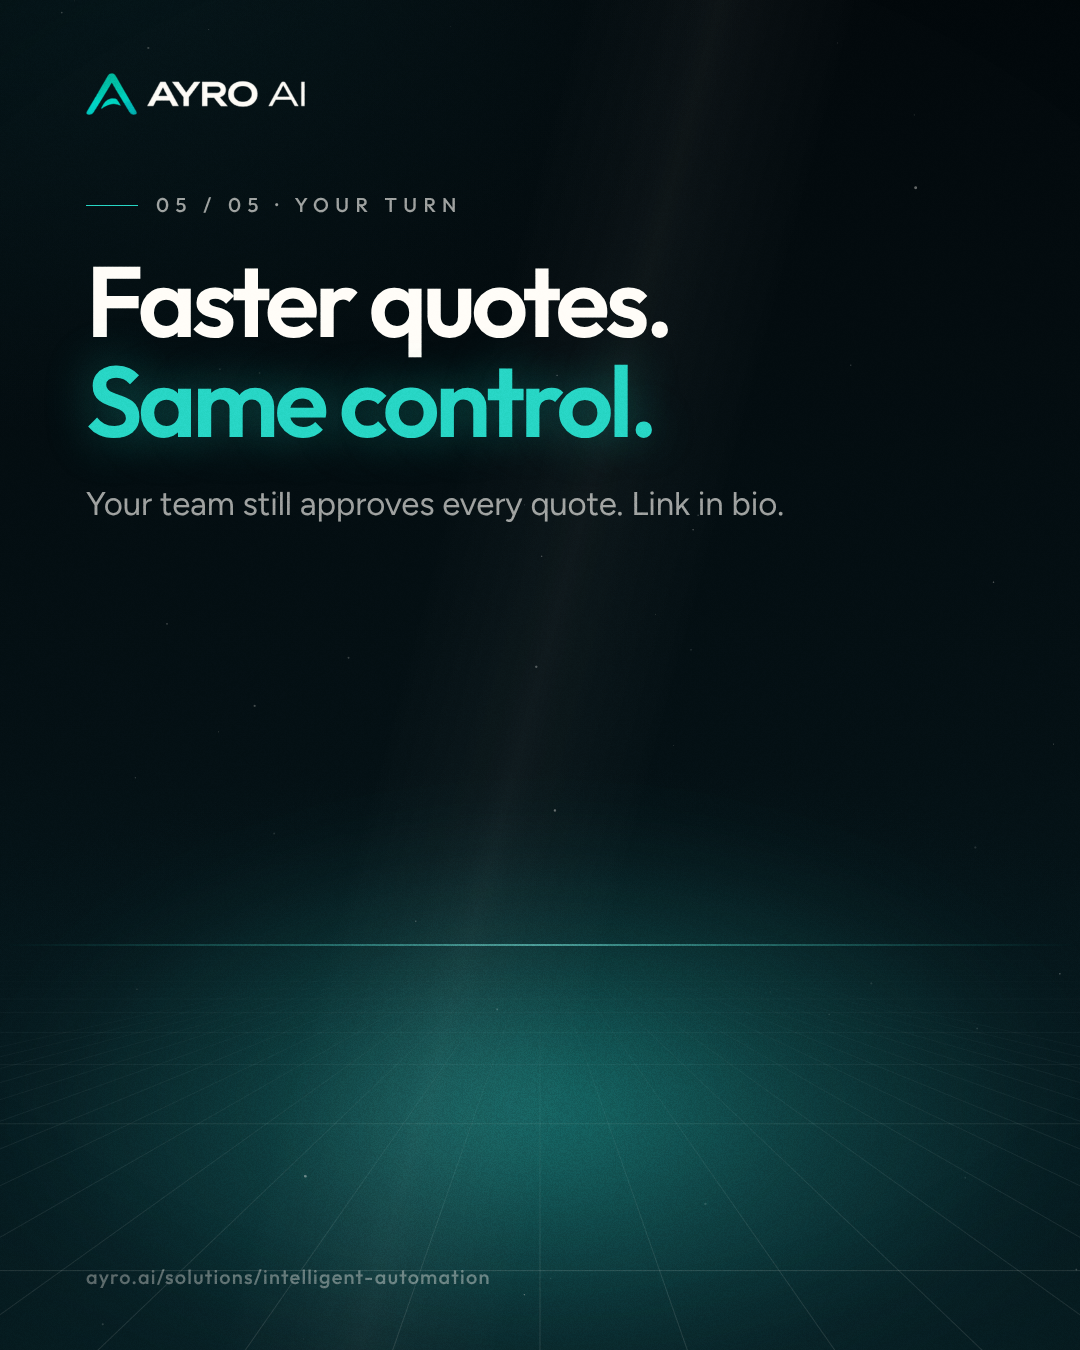 AYRO AI
05 / 05 · YOUR TURN
Faster quotes.
Same control.
Your team still approves every quote. Link in bio.
ayro.ai/solutions/intelligent-automation